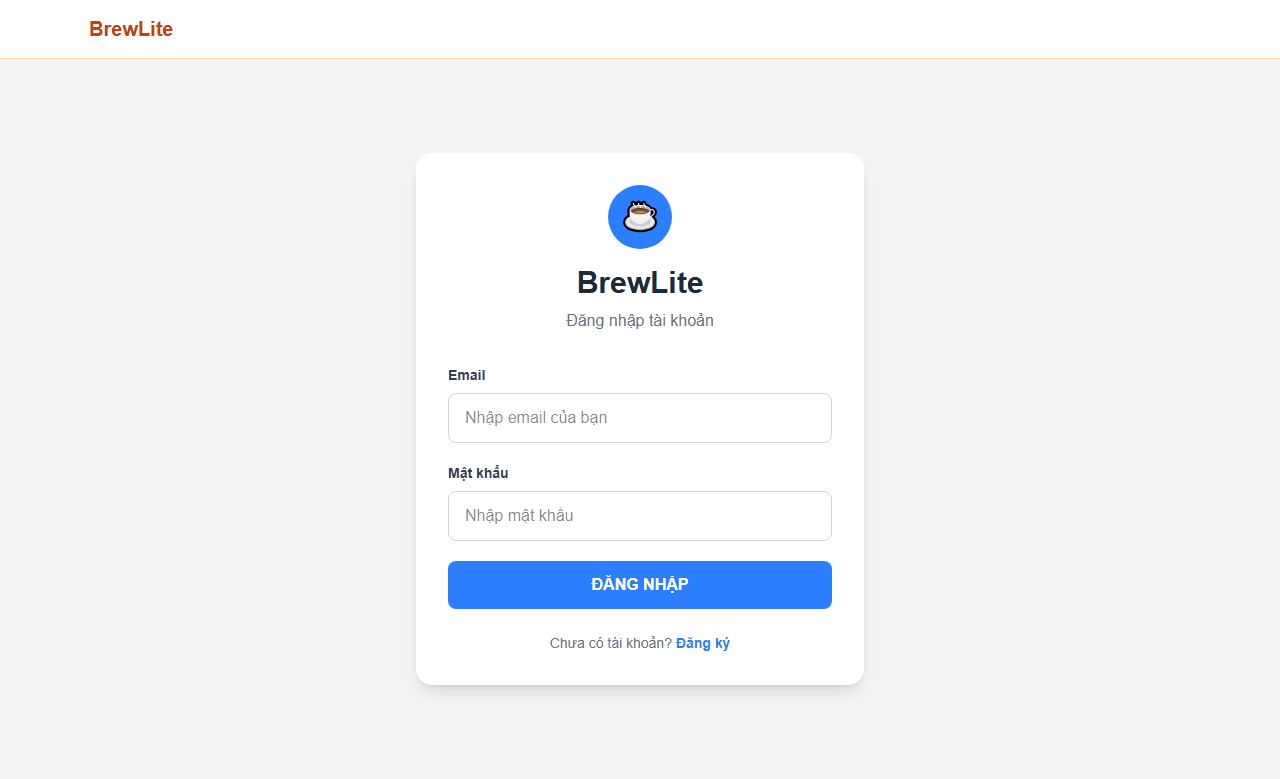 BrewLite
BrewLite
Đăng nhập tài khoản
Email
Nhập email của bạn
Mật khẩu
Nhập mật khẩu
ĐĂNG NHẬP
Chưa có tài khoản? Đăng ký